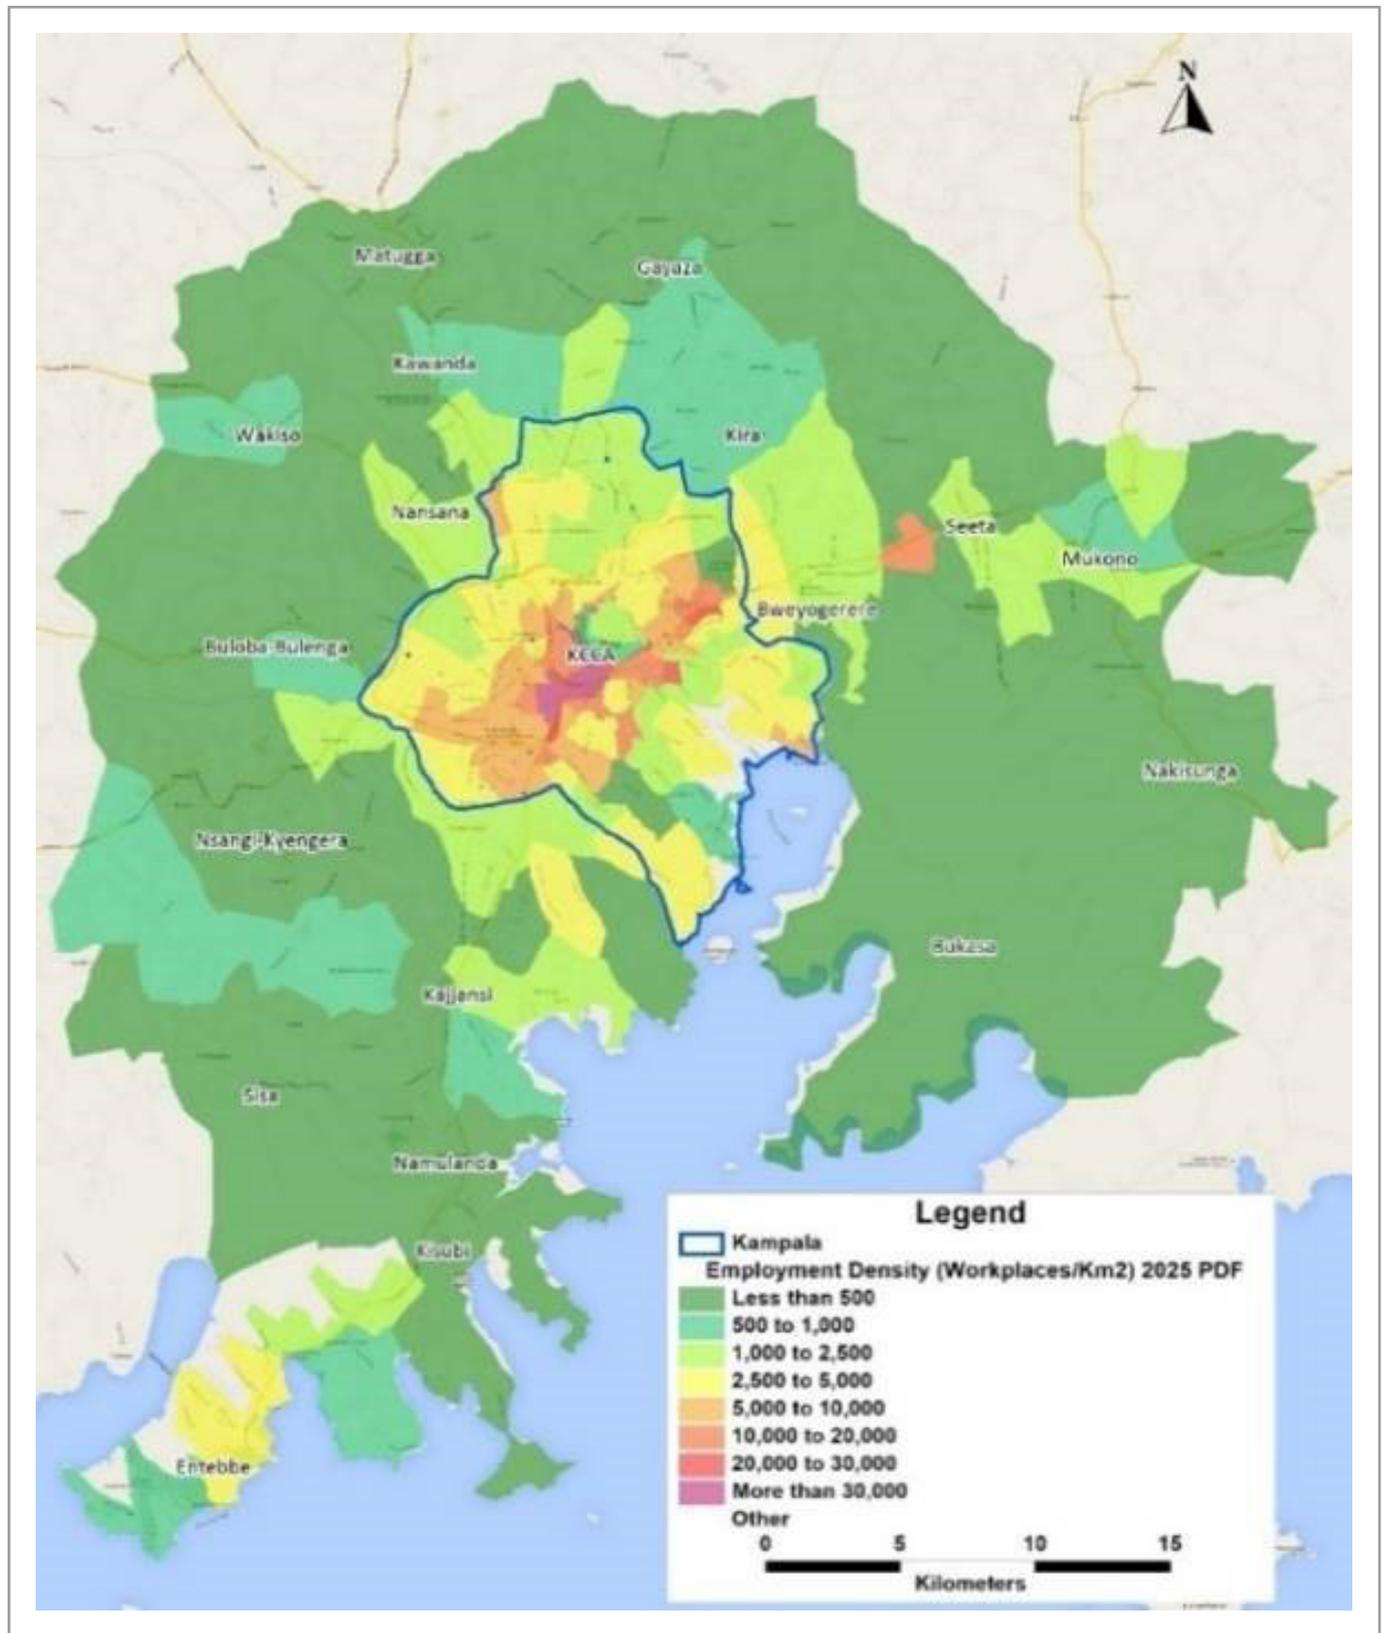 N
Matugga
Gayaza
Kawanda
Wakiso
Kira
Nansana
Seeta
Mukono
Bweyogerere
Buloba-Bulenga
KCCA
Nakisunga
Nsangi-Kyengera
Bukasa
Kajjansi
Sisa
Namulanda
Kisubi
Entebbe
Legend
Kampala
Employment Density (Workplaces/Km2) 2025 PDF
Less than 500
500 to 1,000
1,000 to 2,500
2,500 to 5,000
5,000 to 10,000
10,000 to 20,000
20,000 to 30,000
More than 30,000
Other
0 5 10 15
Kilometers